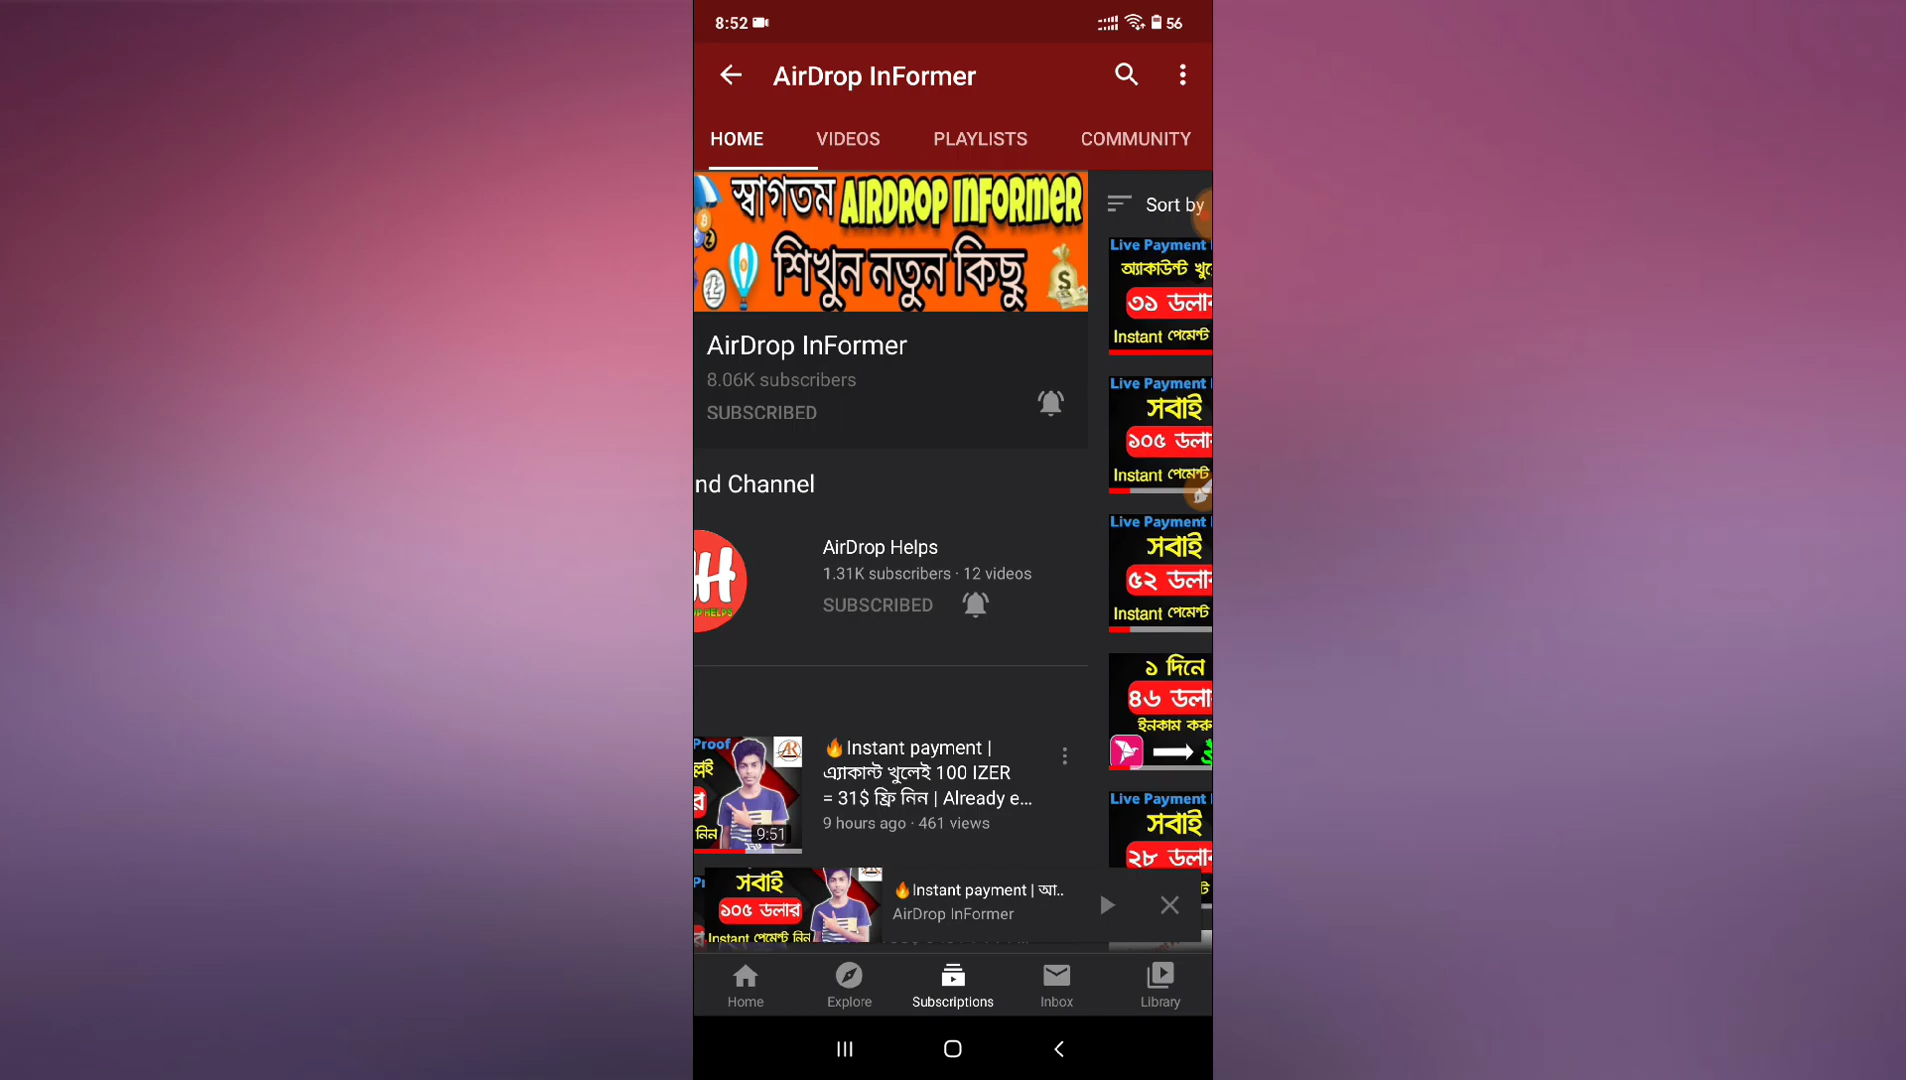 8:52
56
AirDrop InFormer
HOME VIDEOS PLAYLISTS COMMUNITY
স্বাগতম AIRDROP INFORMER
শিখুন নতুন কিছু
AirDrop InFormer
8.06K subscribers
SUBSCRIBED
nd Channel
AirDrop Helps
1.31K subscribers · 12 videos
SUBSCRIBED
Proof
🔥Instant payment |
এ্যাকান্ট খুলেই 100 IZER
= 31$ ফ্রি নিন | Already e...
9 hours ago · 461 views
নিন
9:51
Sort by
Live Payment
অ্যাকাউন্ট খুলে
৩১ ডলার
Instant পেমেন্ট
Live Payment
সবাই
১০৫ ডলার
Instant পেমেন্ট
Live Payment
সবাই
৫২ ডলার
Instant পেমেন্ট
১ দিনে
৪৬ ডলার
ইনকাম করু
Live Payment
সবাই
২৮ ডলার
সবাই
১০৫ ডলার
Instant পেমেন্ট নিন
🔥Instant payment | আ..
AirDrop InFormer
Home Explore Subscriptions Inbox Library